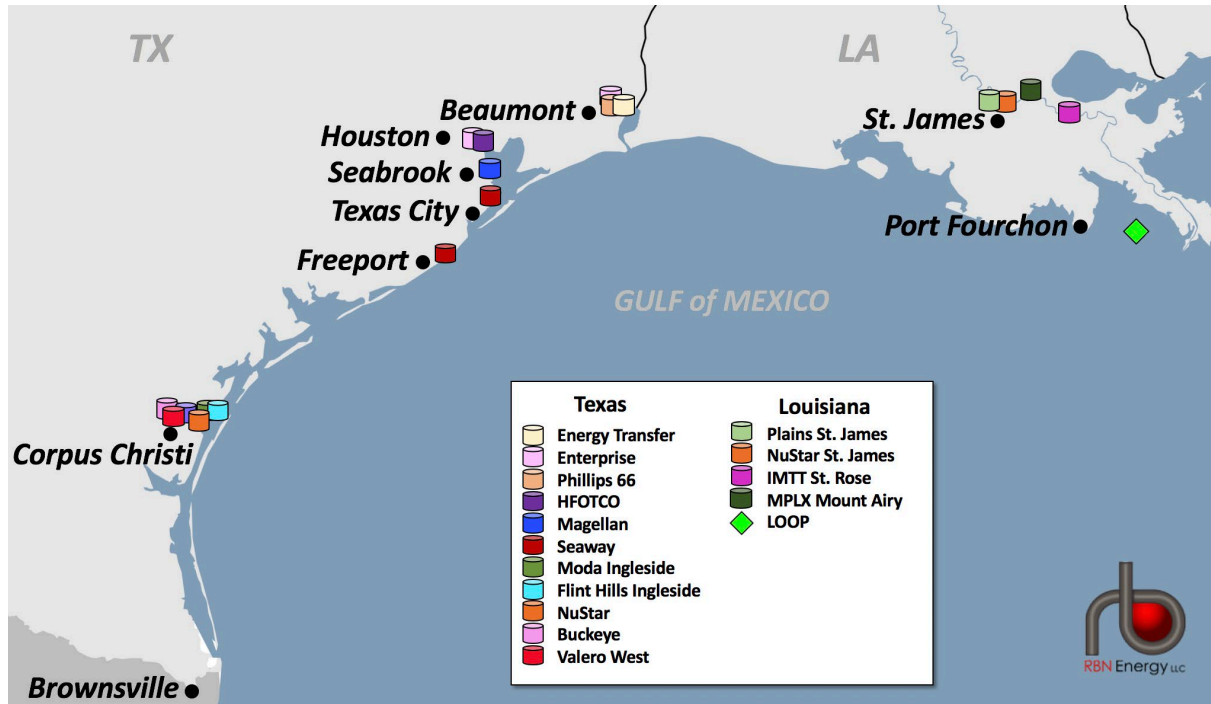 TX
LA
Beaumont
Houston
St. James
Seabrook
Texas City
Port Fourchon
Freeport
GULF of MEXICO
Corpus Christi
Brownsville
Texas
Energy Transfer
Enterprise
Phillips 66
HFOTCO
Magellan
Seaway
Moda Ingleside
Flint Hills Ingleside
NuStar
Buckeye
Valero West
Louisiana
Plains St. James
NuStar St. James
IMTT St. Rose
MPLX Mount Airy
LOOP
RBN Energy LLC